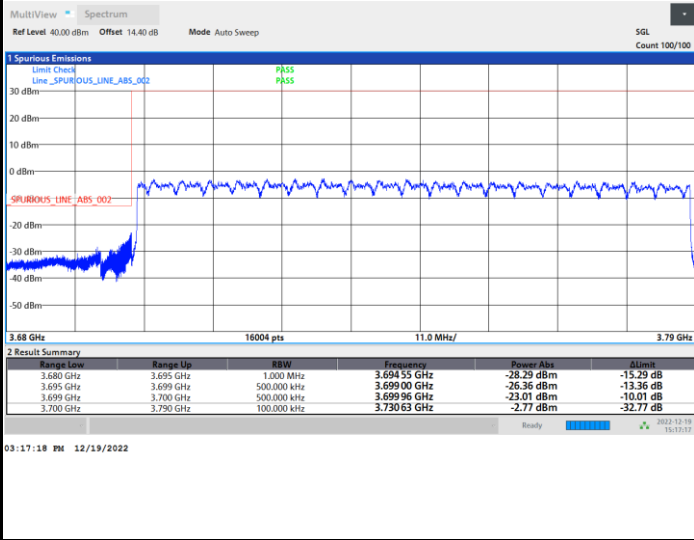 MultiView Spectrum
Ref Level 40.00 dBm Offset 14.40 dB Mode Auto Sweep SGL
Count 100/100
1 Spurious Emissions
Limit Check PASS
Line _SPURIOUS_LINE_ABS_002 PASS
30 dBm
20 dBm
10 dBm
0 dBm
_SPURIOUS_LINE_ABS_002
-20 dBm
-30 dBm
-40 dBm
-50 dBm
3.68 GHz 16004 pts 11.0 MHz/ 3.79 GHz
2 Result Summary
Range Low Range Up RBW Frequency Power Abs ΔLimit
3.680 GHz 3.695 GHz 1.000 MHz 3.694 55 GHz -28.29 dBm -15.29 dB
3.695 GHz 3.699 GHz 500.000 kHz 3.699 00 GHz -26.36 dBm -13.36 dB
3.699 GHz 3.700 GHz 500.000 kHz 3.699 96 GHz -23.01 dBm -10.01 dB
3.700 GHz 3.790 GHz 100.000 kHz 3.730 63 GHz -2.77 dBm -32.77 dB
Ready 2022-12-19
15:17:17
03:17:18 PM 12/19/2022